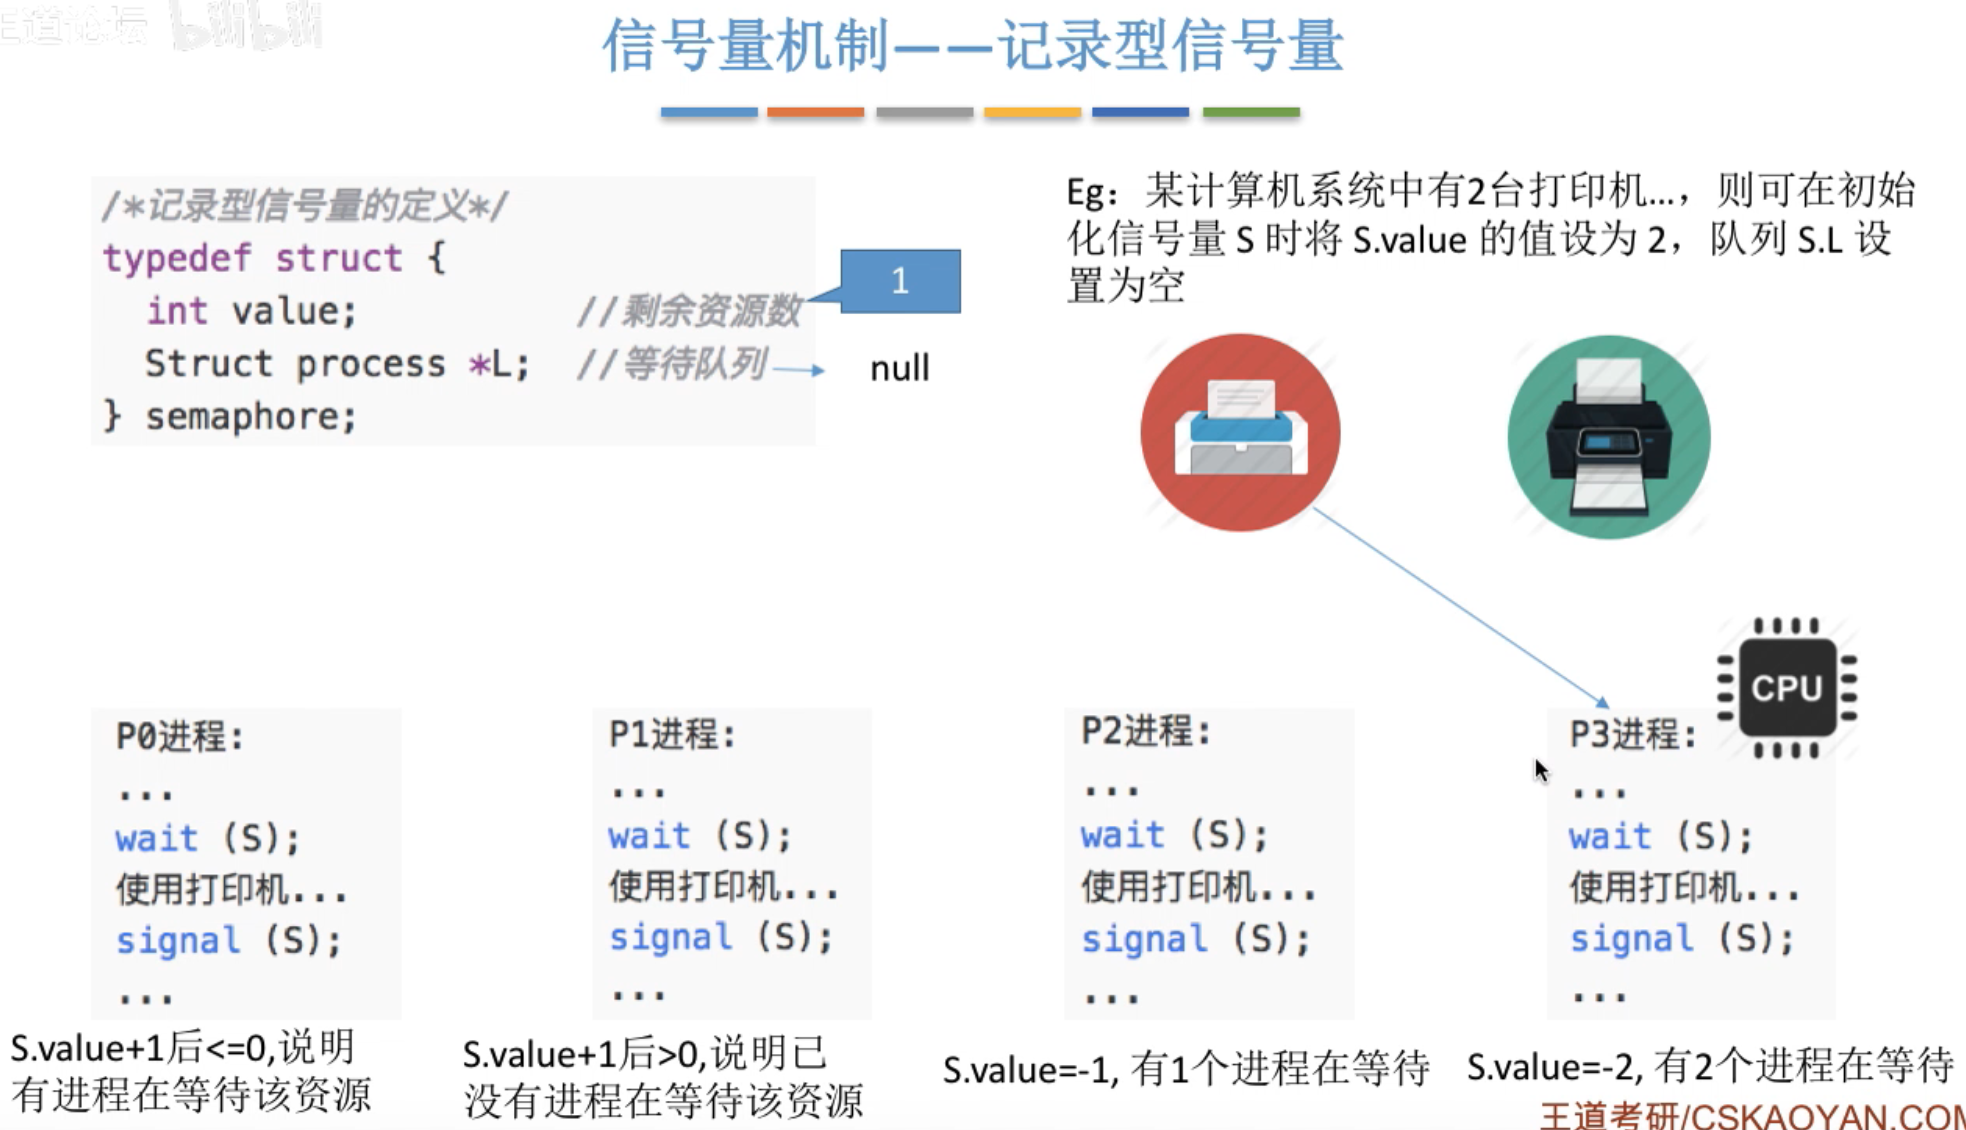 王道论坛 bilibili
信号量机制——记录型信号量
/*记录型信号量的定义*/
typedef struct {
int value; //剩余资源数
Struct process *L; //等待队列
} semaphore;
1
null
Eg：某计算机系统中有2台打印机...，则可在初始
化信号量 S 时将 S.value 的值设为 2，队列 S.L 设
置为空
CPU
P0进程:
...
wait (S);
使用打印机...
signal (S);
...
S.value+1后<=0,说明
有进程在等待该资源
P1进程:
...
wait (S);
使用打印机...
signal (S);
...
S.value+1后>0,说明已
没有进程在等待该资源
P2进程:
...
wait (S);
使用打印机...
signal (S);
...
S.value=-1, 有1个进程在等待
P3进程:
...
wait (S);
使用打印机...
signal (S);
...
S.value=-2, 有2个进程在等待
王道考研/CSKAOYAN.COM